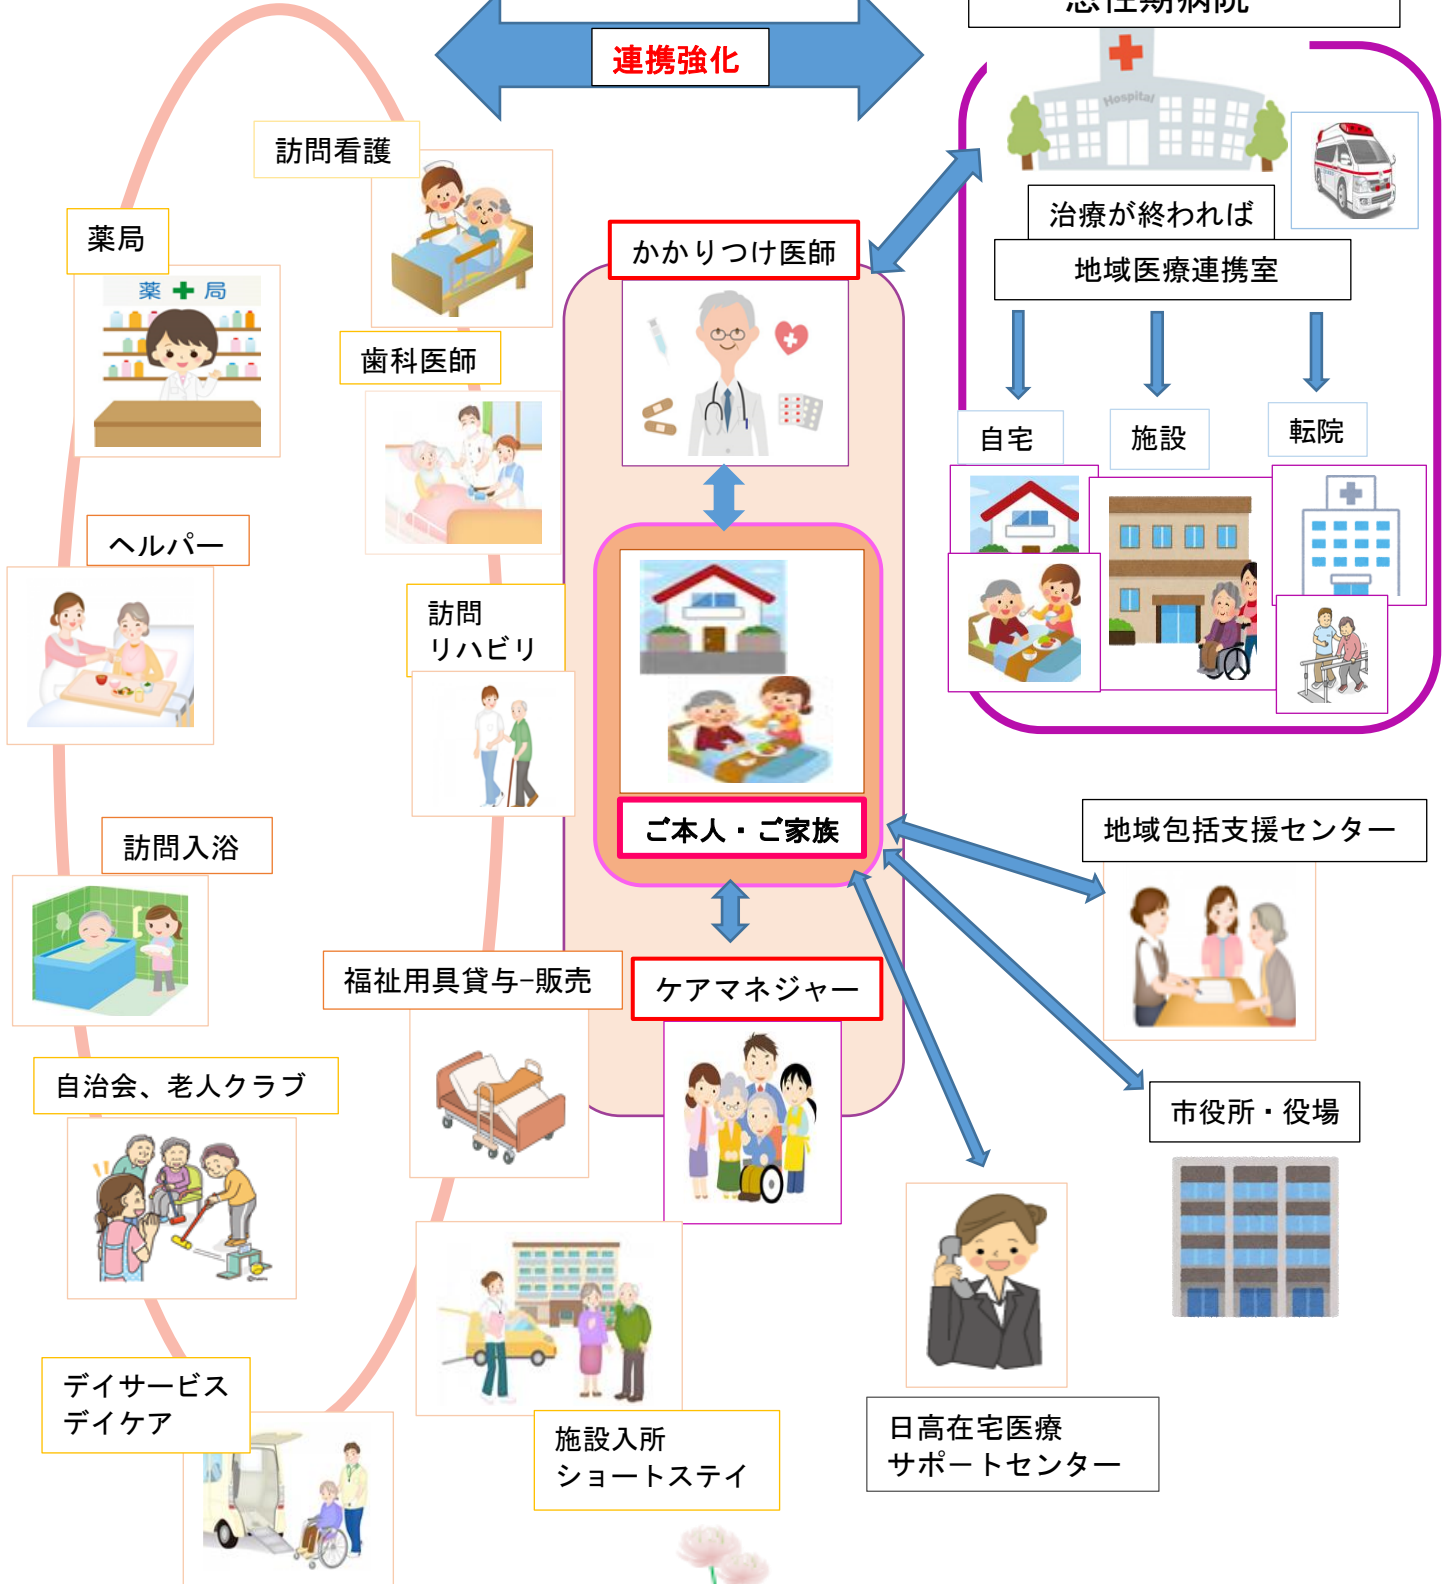 急性期病院
連携強化
Hospital
訪問看護
薬局
薬 局
かかりつけ医師
治療が終われば
地域医療連携室
歯科医師
自宅
施設
転院
ヘルパー
訪問
リハビリ
ご本人・ご家族
地域包括支援センター
訪問入浴
福祉用具貸与-販売
ケアマネジャー
自治会、老人クラブ
市役所・役場
デイサービス
デイケア
施設入所
ショートステイ
日高在宅医療
サポートセンター